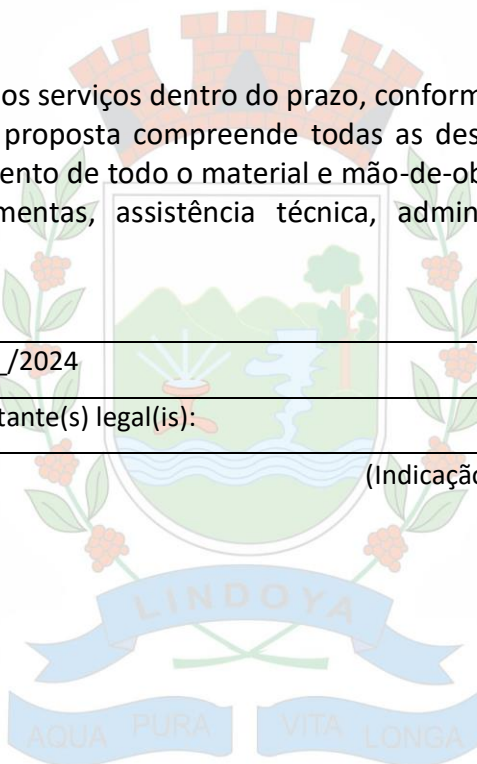 os serviços dentro do prazo, conform
proposta compreende todas as des
ento de todo o material e mão-de-ob
mentas, assistência técnica, admin
_/2024
tante(s) legal(is):
(Indicação
LINDOYA
AQUA PURA VITA LONGA